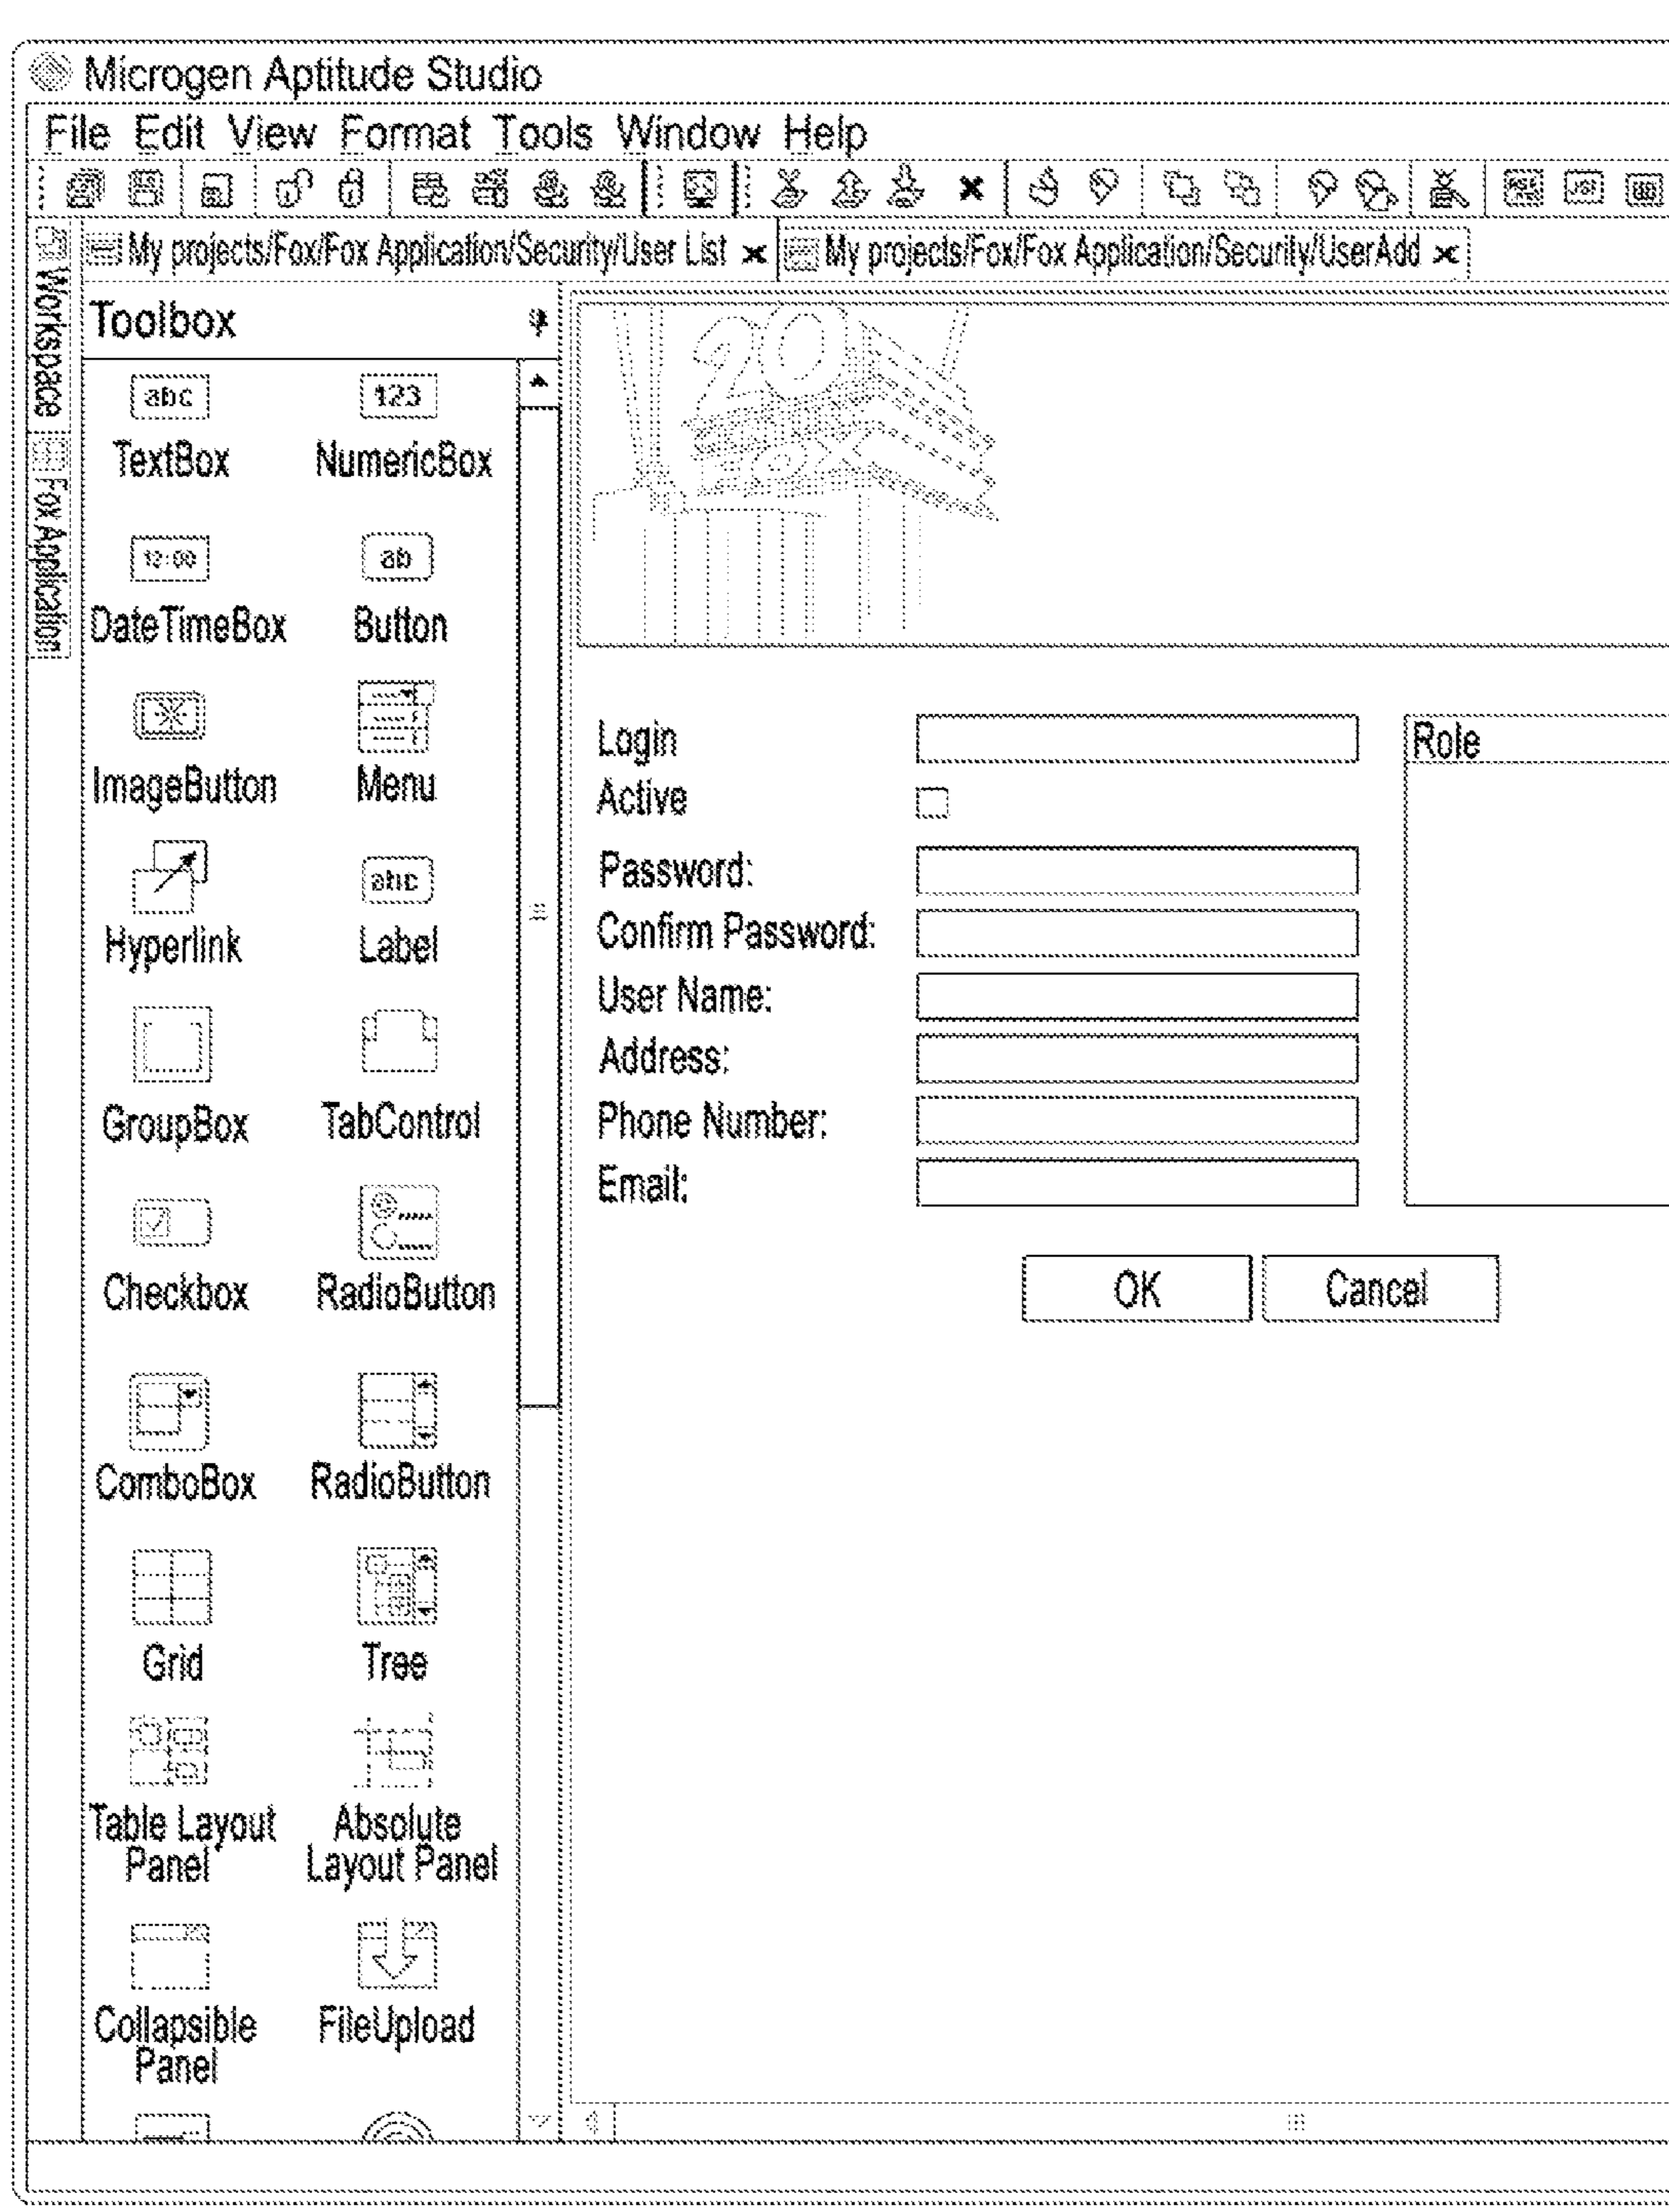 Microgen Aptitude Studio
File Edit View Format Tools Window Help
My projects/Fox/Fox Application/Security/User List
My projects/Fox/Fox Application/Security/UserAdd
Workspace
Fox Application
Toolbox
abc 123
TextBox NumericBox
12:00 ab
DateTimeBox Button
ImageButton Menu
abc
Hyperlink Label
GroupBox TabControl
Checkbox RadioButton
ComboBox RadioButton
Grid Tree
Table Layout Panel
Absolute Layout Panel
Collapsible Panel
FileUpload
20
FOX
Login
Role
Active
Password:
Confirm Password:
User Name:
Address:
Phone Number:
Email:
OK Cancel